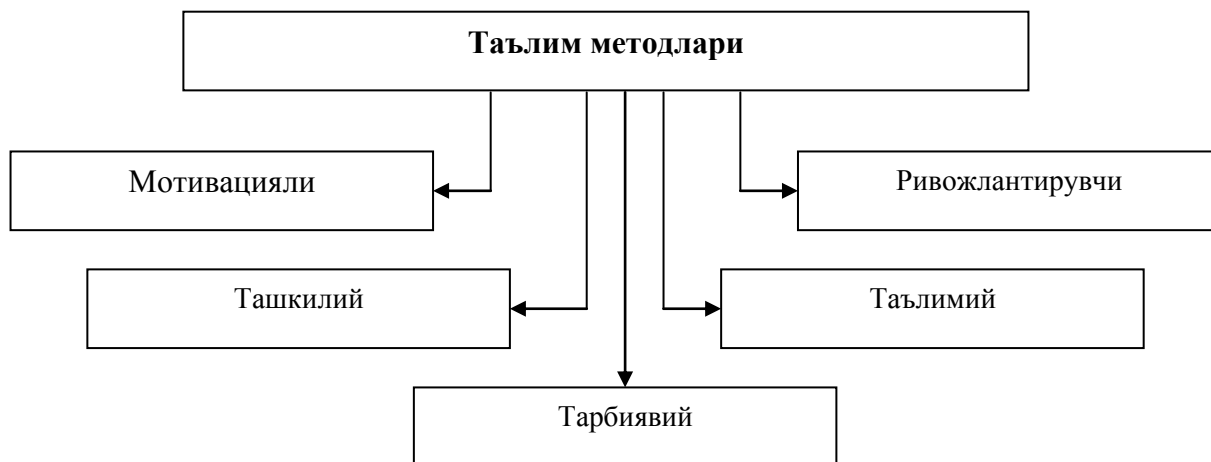 Таълим методлари
Мотивацияли
Ривожлантирувчи
Ташкилий
Таълимий
Тарбиявий